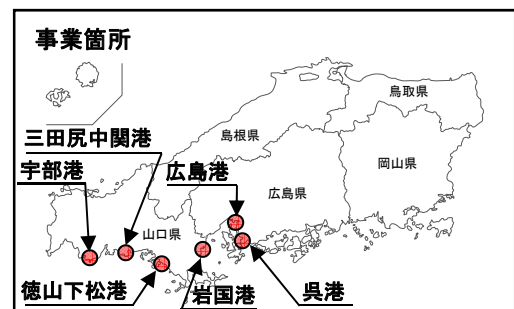 事業箇所
鳥取県
島根県
三田尻中関港
岡山県
宇部港
広島港
広島県
山口県
徳山下松港
岩国港
呉港